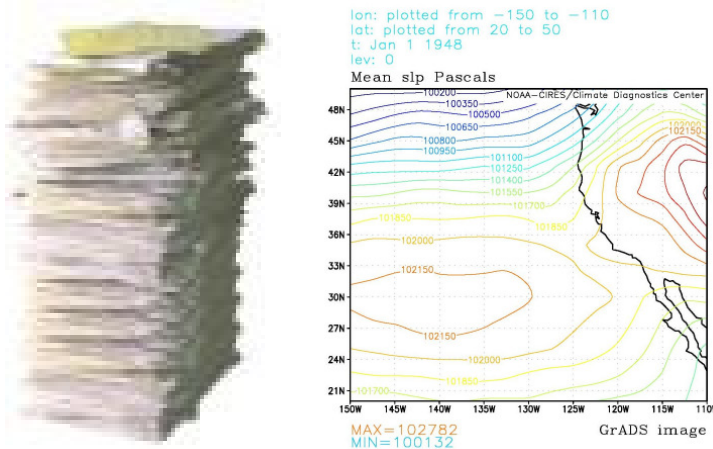 lon: plotted from −150 to −110
lat: plotted from 20 to 50
t: Jan 1 1948
lev: 0
Mean slp Pascals
NOAA−CIRES/Climate Diagnostics Center
100200
100350
100500
100650
100800
100950
101100
101250
101400
101550
101700
101850
101850
102000
102150
102150
102000
101850
101700
102000
102150
48N
45N
42N
39N
36N
33N
30N
27N
24N
21N
150W 145W 140W 135W 130W 125W 120W 115W 110
MAX=102782
MIN=100132
GrADS image